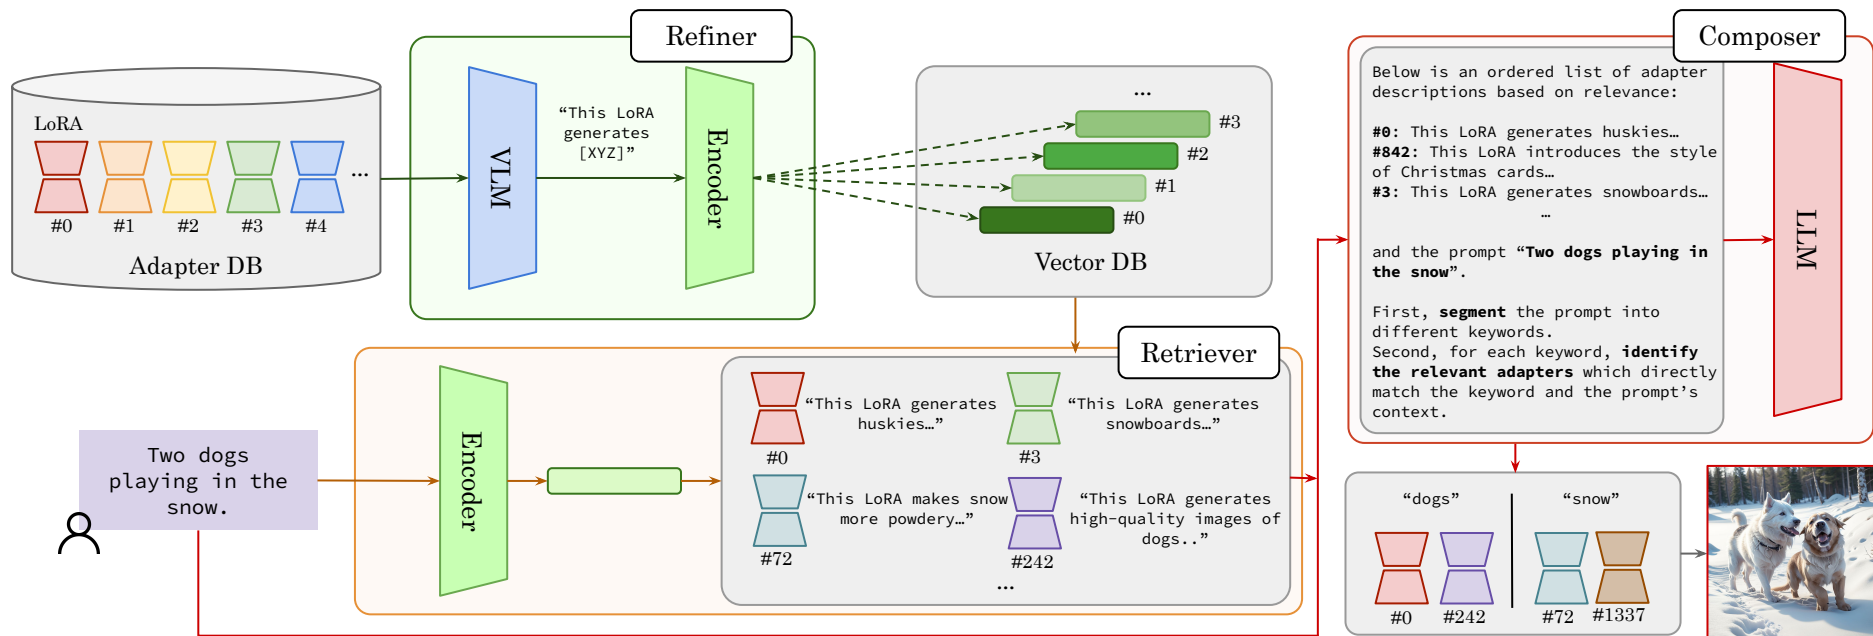 Refiner
LoRA
#0
#1
#2
#3
#4
...
Adapter DB
VLM
“This LoRA
generates
[XYZ]”
Encoder
...
#3
#2
#1
#0
Vector DB
Retriever
Two dogs
playing in the
snow.
Encoder
“This LoRA generates
huskies…”
#0
“This LoRA generates
snowboards…”
#3
“This LoRA makes snow
more powdery…”
#72
“This LoRA generates
high-quality images of
dogs..”
#242
...
Composer
Below is an ordered list of adapter
descriptions based on relevance:
#0: This LoRA generates huskies…
#842: This LoRA introduces the style
of Christmas cards…
#3: This LoRA generates snowboards…
…
and the prompt “Two dogs playing in
the snow”.
First, segment the prompt into
different keywords.
Second, for each keyword, identify
the relevant adapters which directly
match the keyword and the prompt’s
context.
LLM
“dogs”
“snow”
#0
#242
#72
#1337